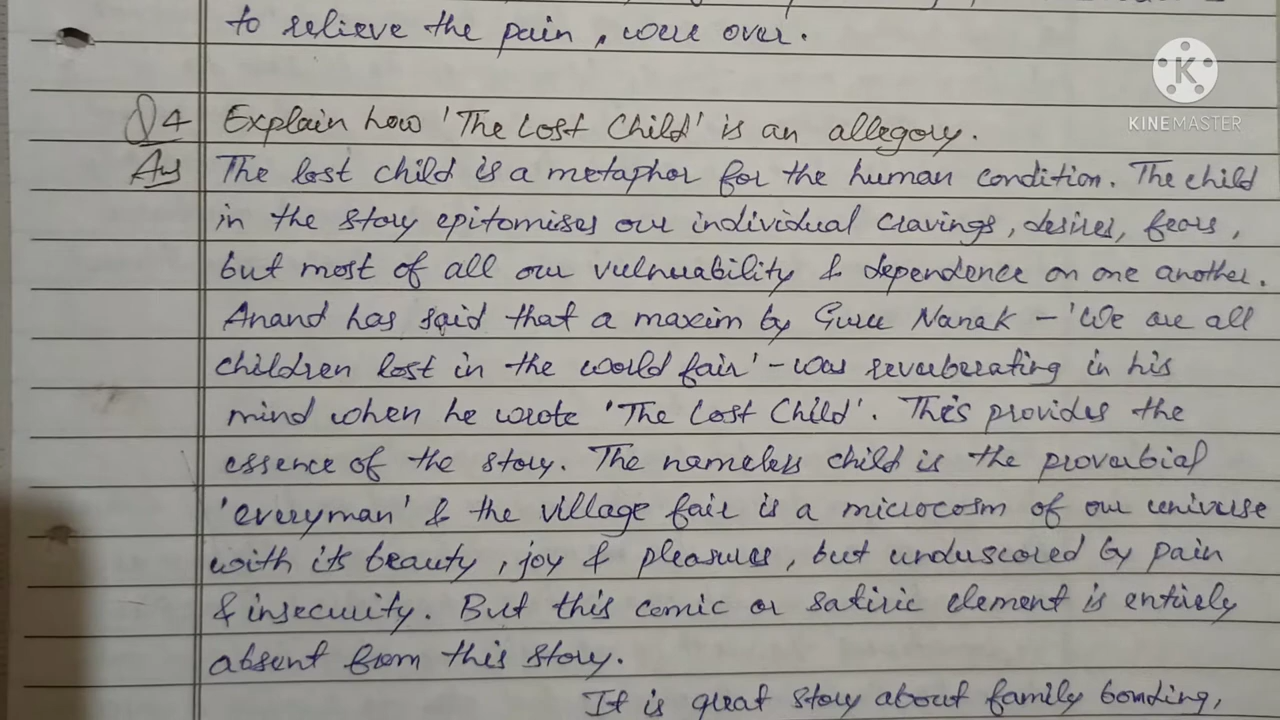 to relieve the pain, were over.
K
KINEMASTER
Q4 Explain how 'The Lost Child' is an allegory.
Ans The lost child is a metaphor for the human condition. The child
in the story epitomises our individual cravings, desires, fears,
but most of all our vulnerability & dependence on one another.
Anand has said that a maxim by Guru Nanak - 'We are all
children lost in the world fair' - was reverberating in his
mind when he wrote 'The Lost Child'. This provides the
essence of the story. The nameless child is the proverbial
'everyman' & the village fair is a microcosm of our universe
with its beauty, joy & pleasures, but underscored by pain
& insecurity. But this comic or satiric element is entirely
absent from this story.
It is great story about family bonding,